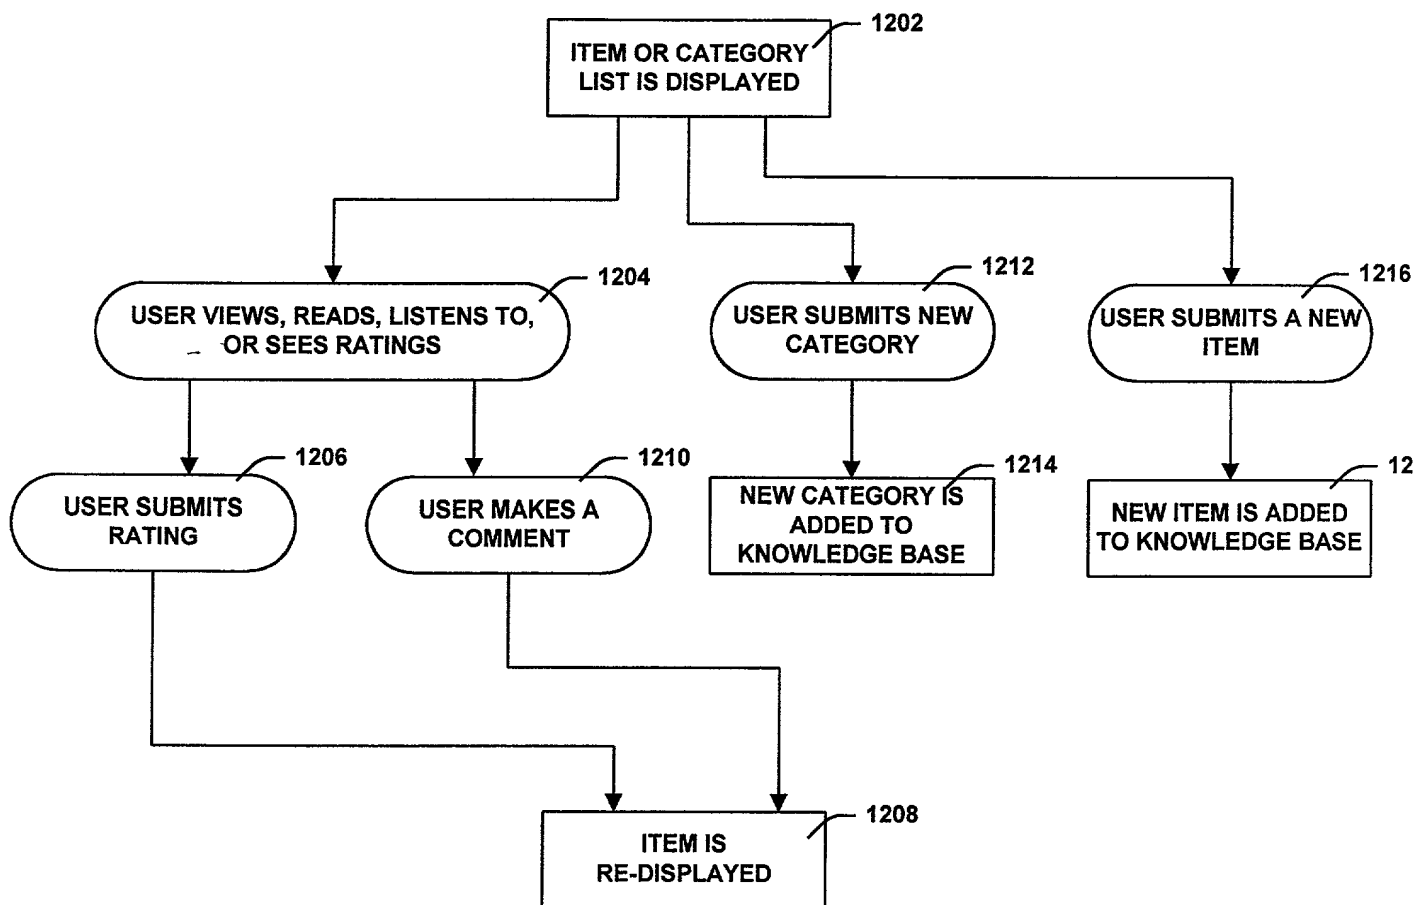 1202
ITEM OR CATEGORY
LIST IS DISPLAYED
1204
USER VIEWS, READS, LISTENS TO,
OR SEES RATINGS
1212
USER SUBMITS NEW
CATEGORY
1216
USER SUBMITS A NEW
ITEM
1206
USER SUBMITS
RATING
1210
USER MAKES A
COMMENT
1214
NEW CATEGORY IS
ADDED TO
KNOWLEDGE BASE
12
NEW ITEM IS ADDED
TO KNOWLEDGE BASE
1208
ITEM IS
RE-DISPLAYED